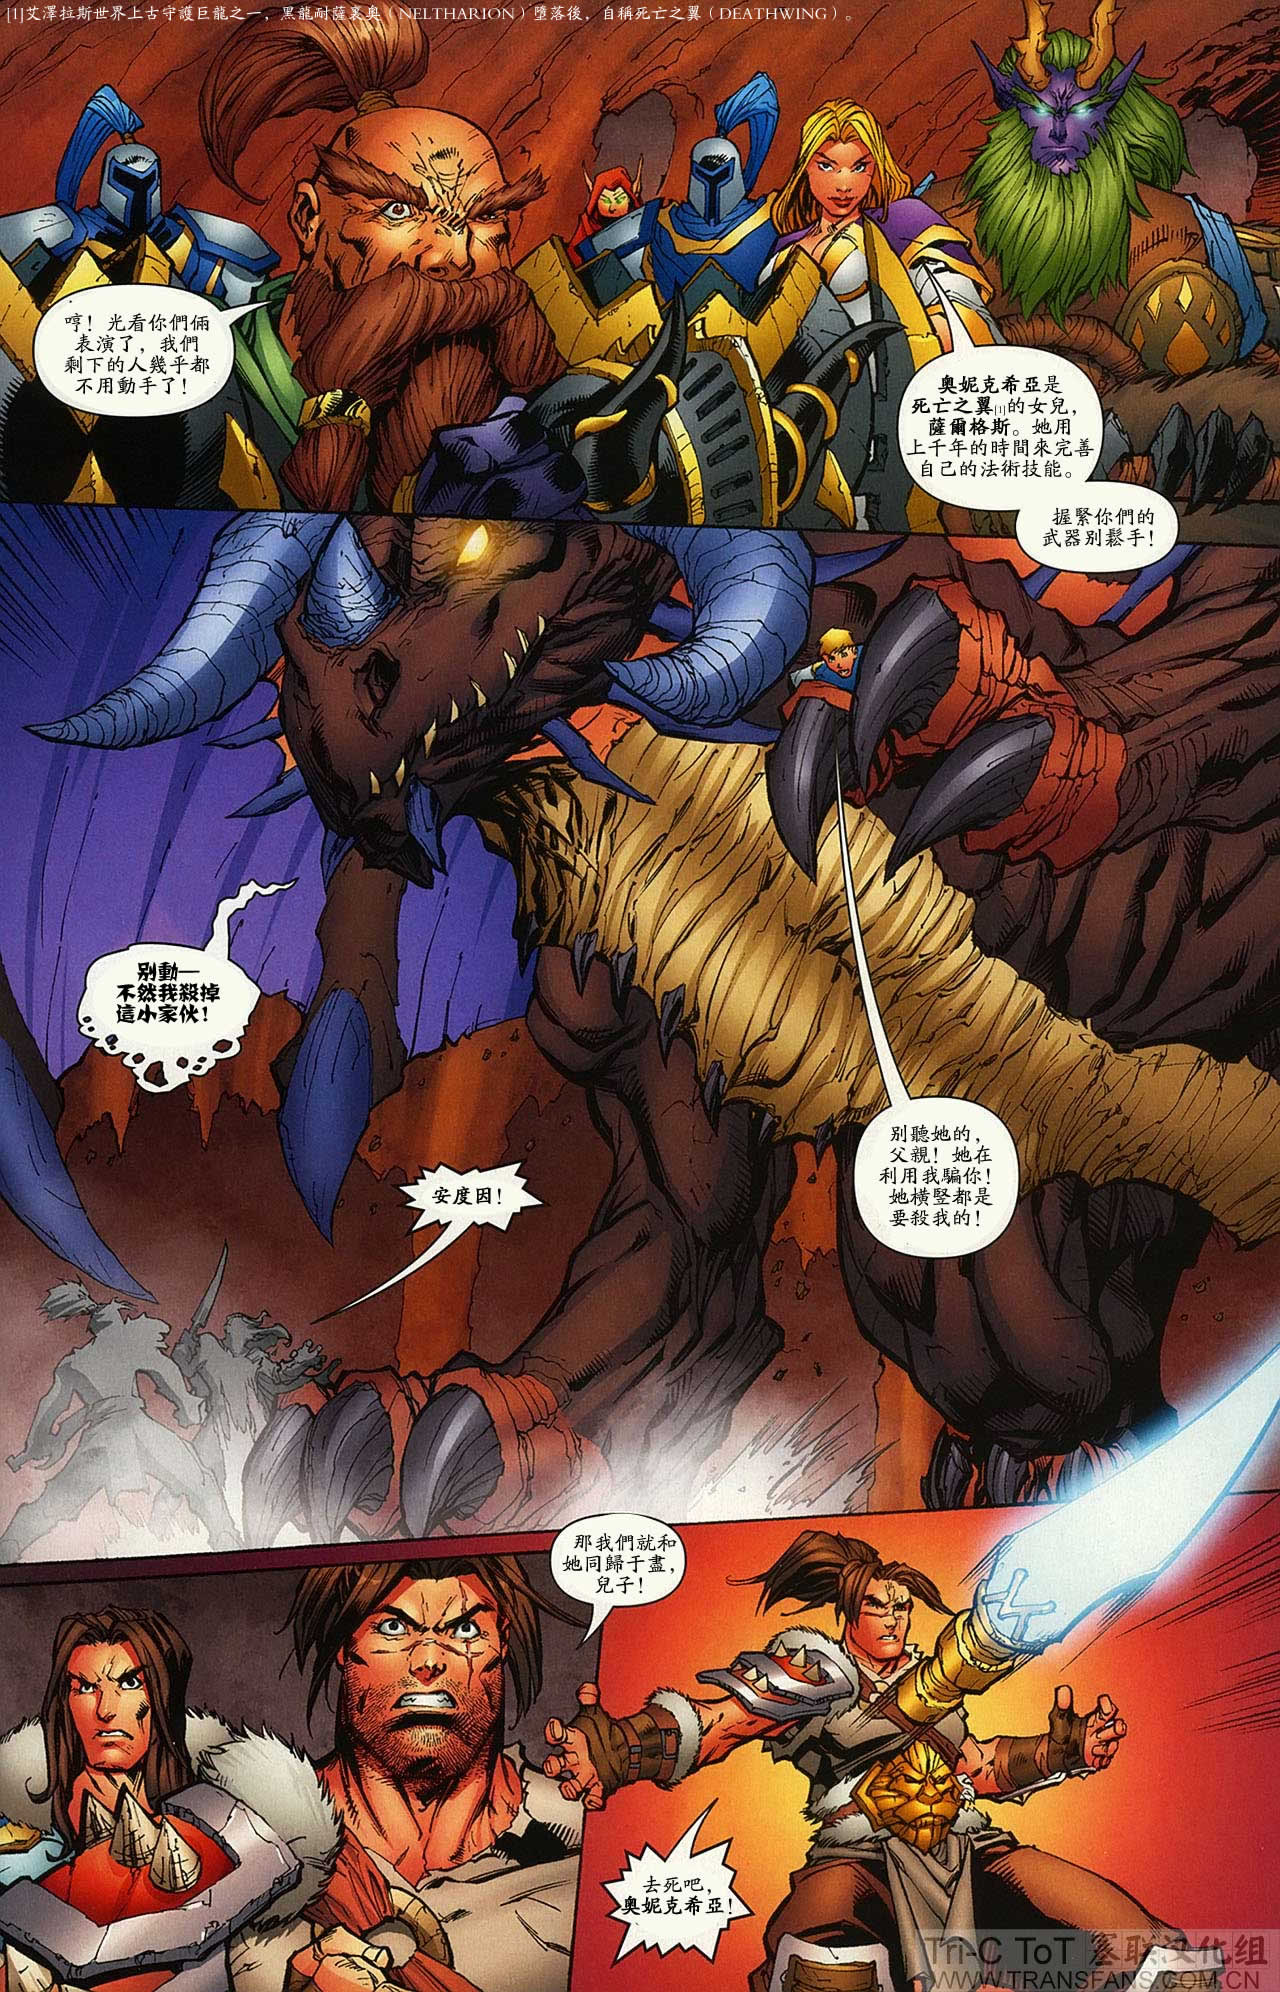 [1]艾澤拉斯世界上古守護巨龍之一，黑龍耐薩裏奧（NELTHARION）墮落後，自稱死亡之翼（DEATHWING）。
哼！光看你們倆
表演了，我們
剩下的人幾乎都
不用動手了！
奧妮克希亞是
死亡之翼[1]的女兒，
薩爾格斯。她用
上千年的時間來完善
自己的法術技能。
握緊你們的
武器别鬆手！
别動—
不然我殺掉
這小家伙！
别聽她的，
父親！她在
利用我騙你！
她橫竪都是
要殺我的！
安度因！
那我們就和
她同歸于盡，
兒子！
去死吧，
奧妮克希亞！
Tri-C ToT 塞联汉化组
WWW.TRANSFANS.COM.CN